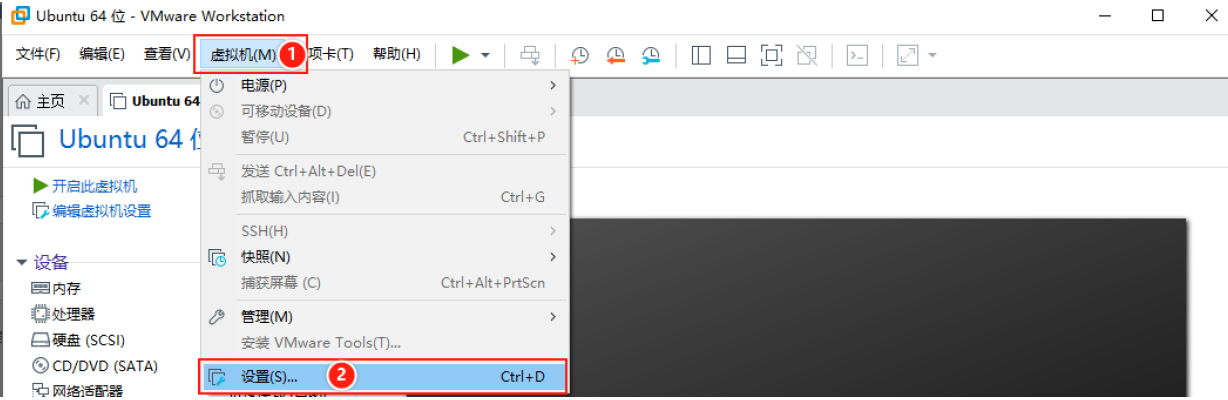 Ubuntu 64 位 - VMware Workstation
文件(F) 编辑(E) 查看(V) 虚拟机(M) 1 项卡(T) 帮助(H)
主页 Ubuntu 64
Ubuntu 64 位
开启此虚拟机
编辑虚拟机设置
设备
内存
处理器
硬盘 (SCSI)
CD/DVD (SATA)
网络适配器
电源(P)
可移动设备(D)
暂停(U) Ctrl+Shift+P
发送 Ctrl+Alt+Del(E)
抓取输入内容(I) Ctrl+G
SSH(H)
快照(N)
捕获屏幕 (C) Ctrl+Alt+PrtScn
管理(M)
安装 VMware Tools(T)...
设置(S)... 2 Ctrl+D